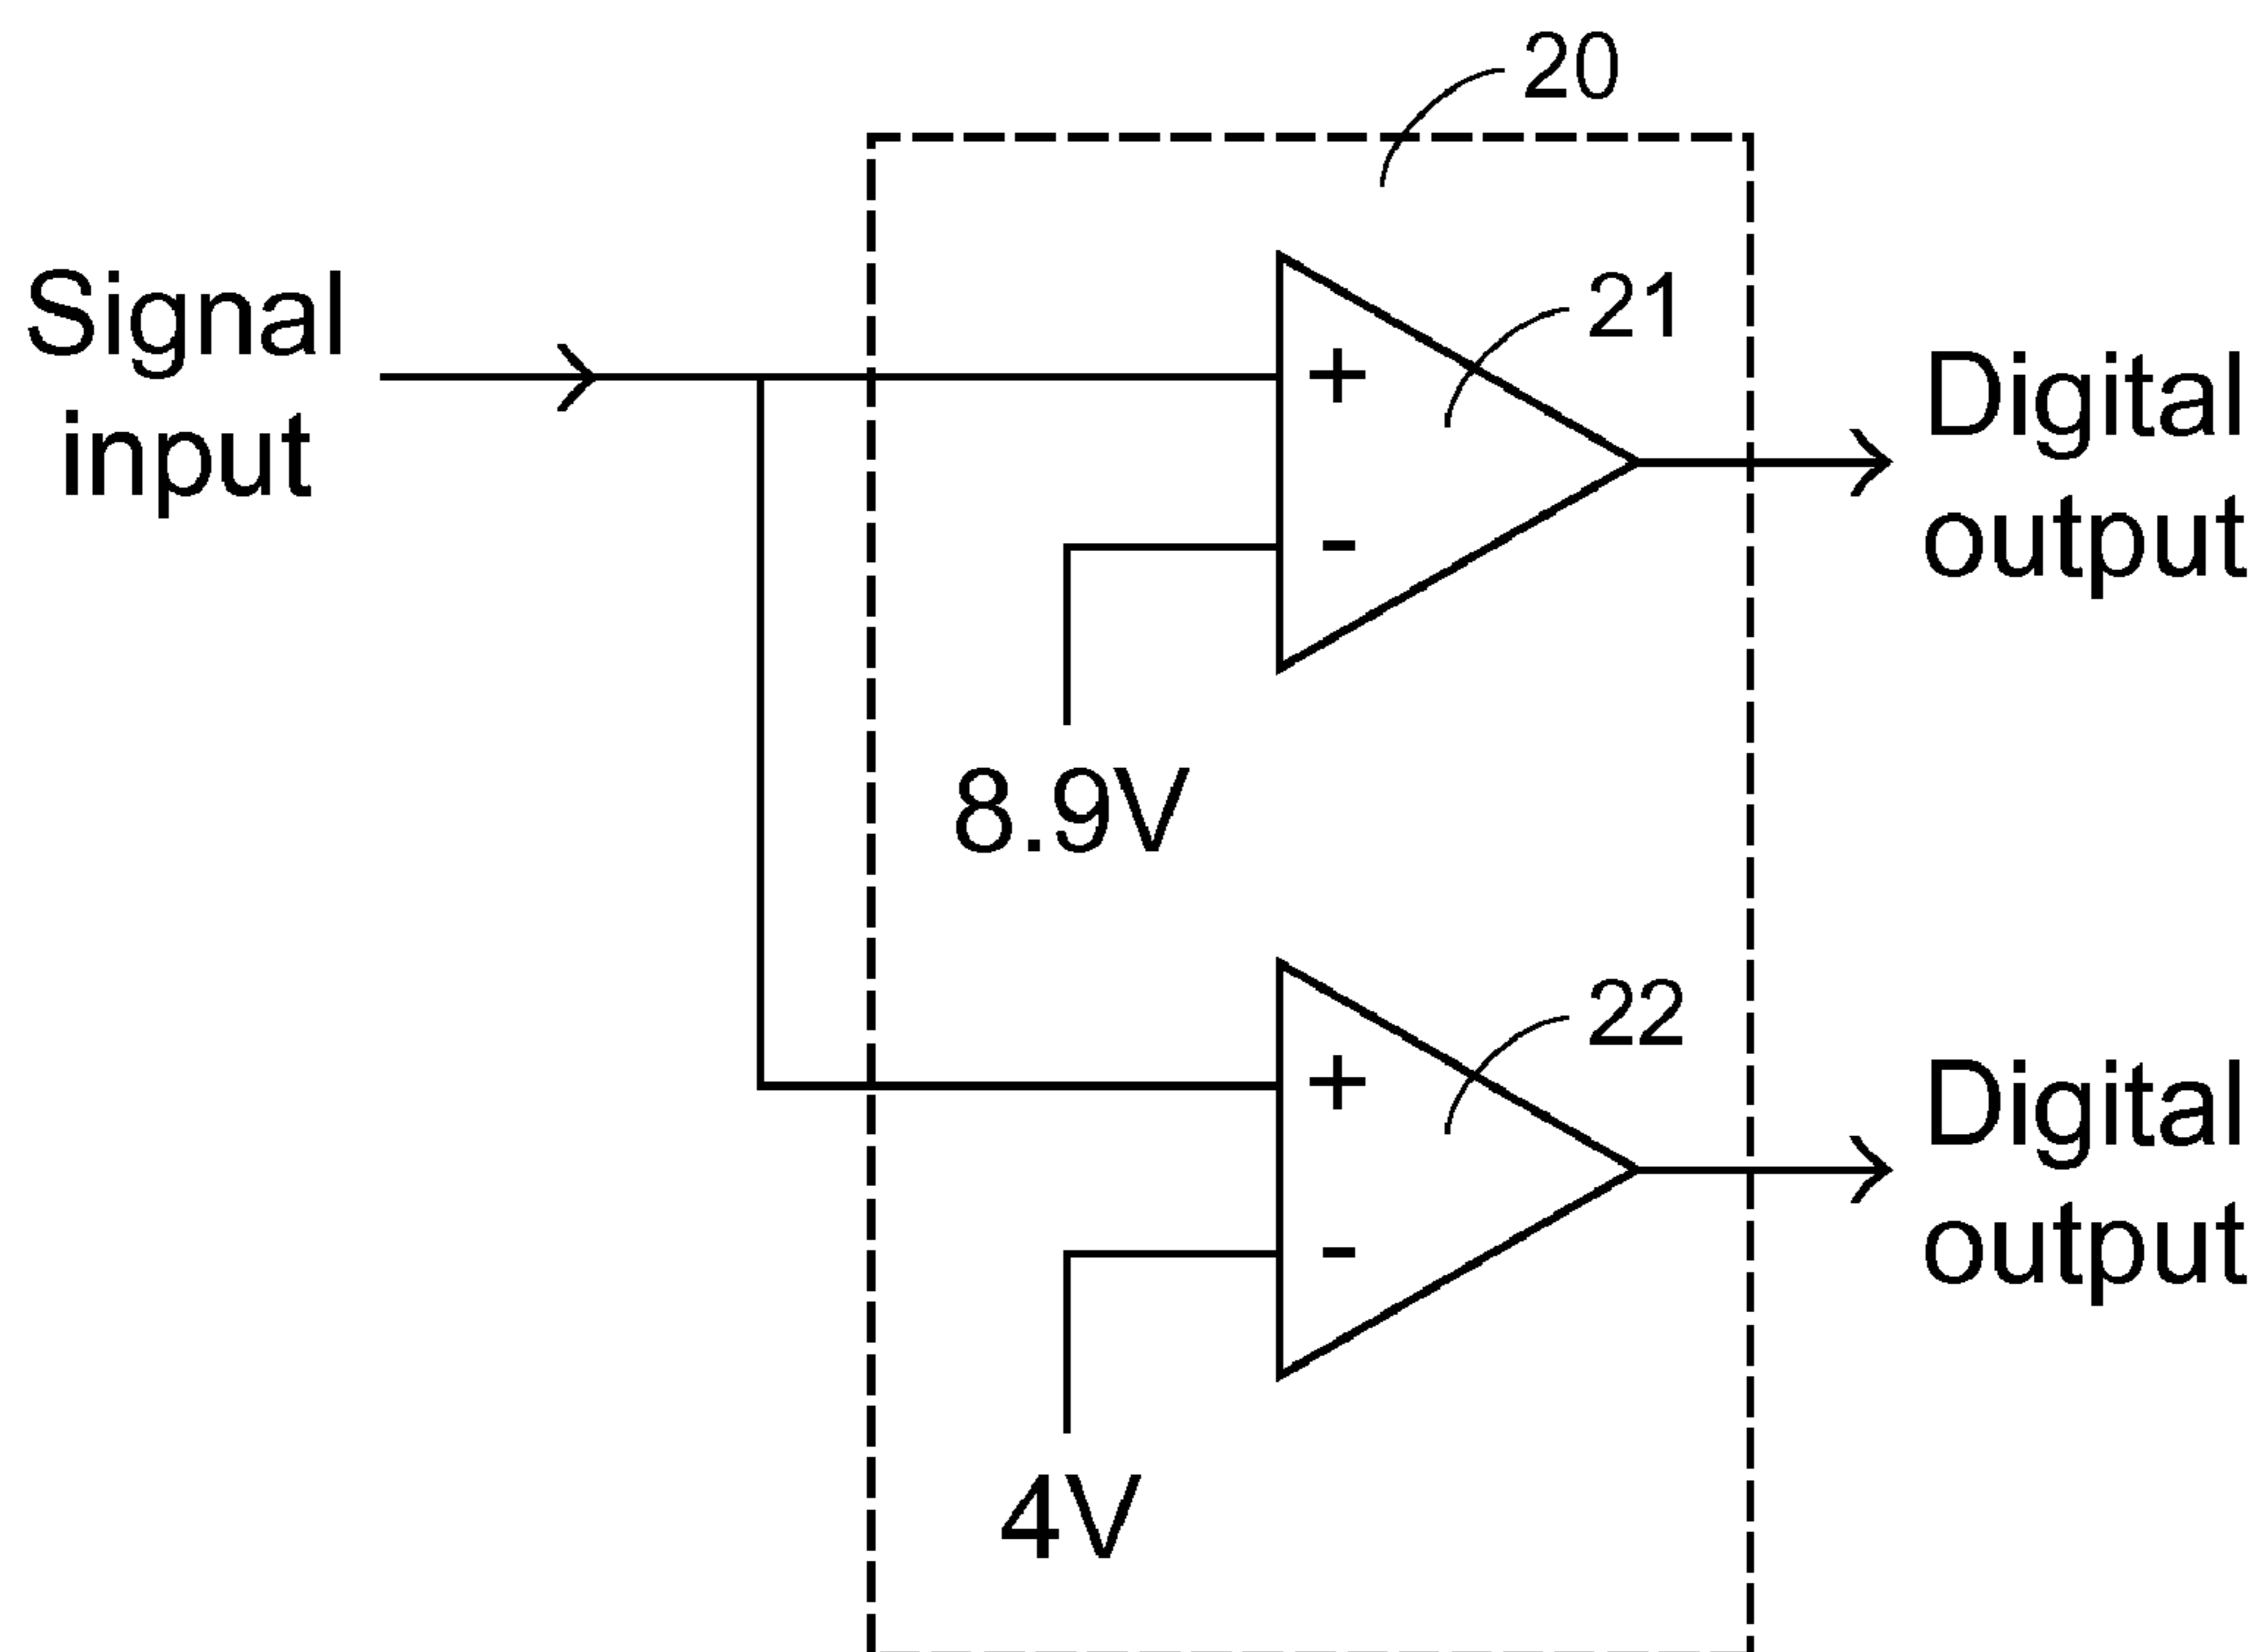 20
Signal
input
+
21
-
Digital
output
8.9V
+
22
-
Digital
output
4V